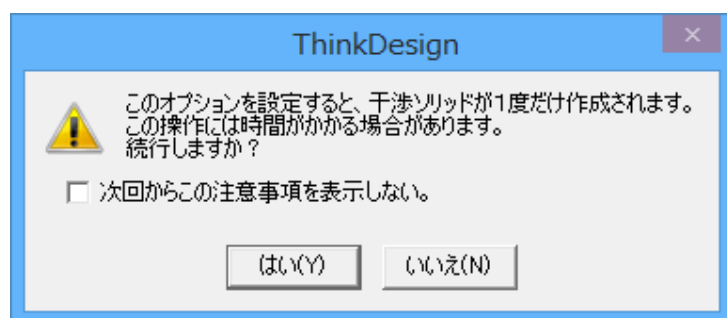 ThinkDesign
このオプションを設定すると、干渉ソリッドが1度だけ作成されます。
この操作には時間がかかる場合があります。
続行しますか？
次回からこの注意事項を表示しない。
はい(Y)
いいえ(N)